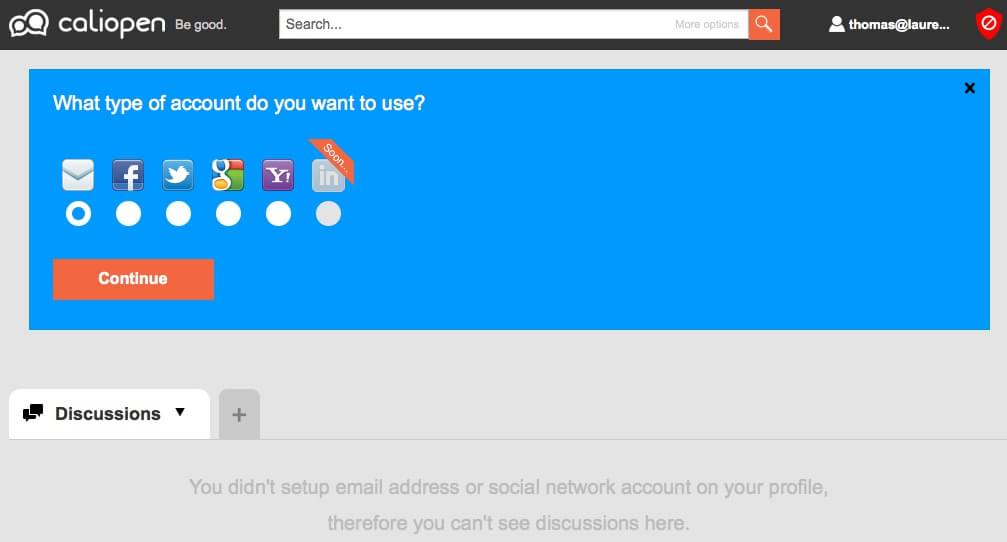 caliopen Be good. Search... More options thomas@laure...
What type of account do you want to use?
Soon...
f g Y! in
Continue
Discussions +
You didn't setup email address or social network account on your profile,
therefore you can't see discussions here.